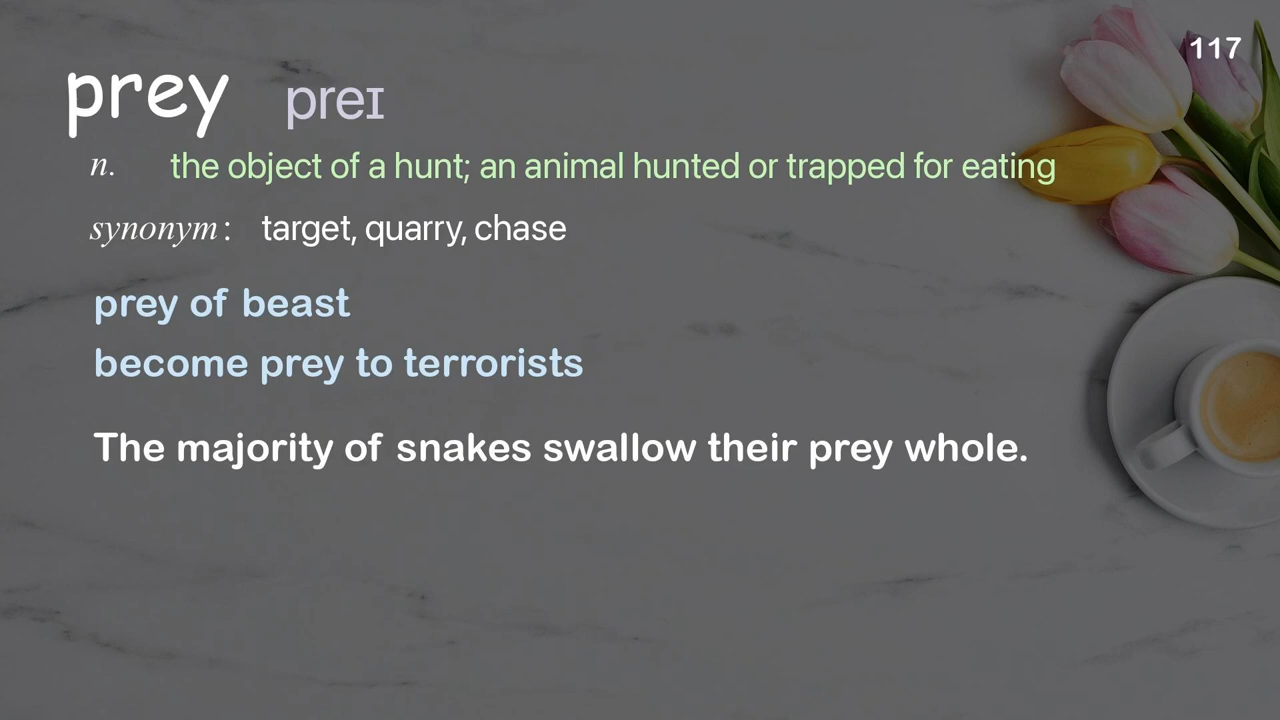 117
prey preɪ
n. the object of a hunt; an animal hunted or trapped for eating
synonym: target, quarry, chase
prey of beast
become prey to terrorists
The majority of snakes swallow their prey whole.